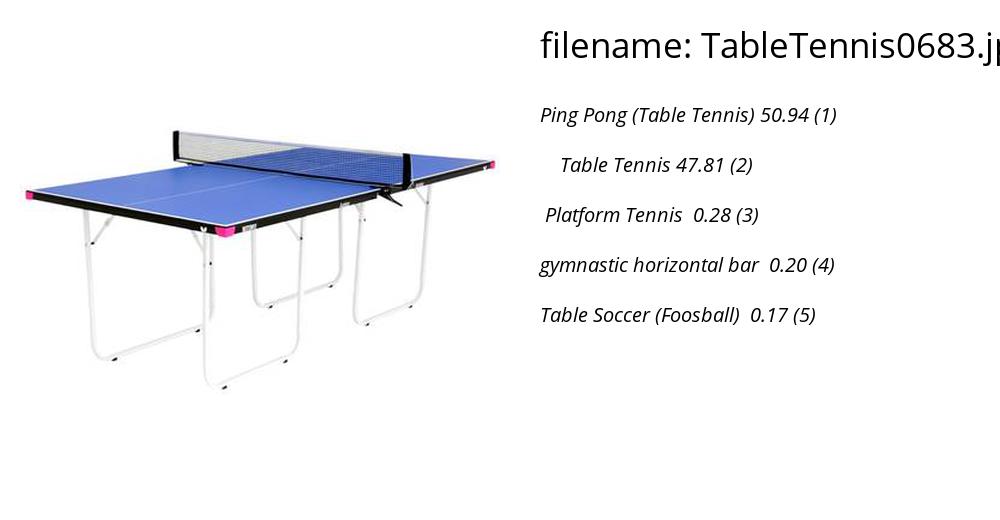 filename: TableTennis0683.jp
Ping Pong (Table Tennis) 50.94 (1)
Table Tennis 47.81 (2)
Platform Tennis 0.28 (3)
gymnastic horizontal bar 0.20 (4)
Table Soccer (Foosball) 0.17 (5)